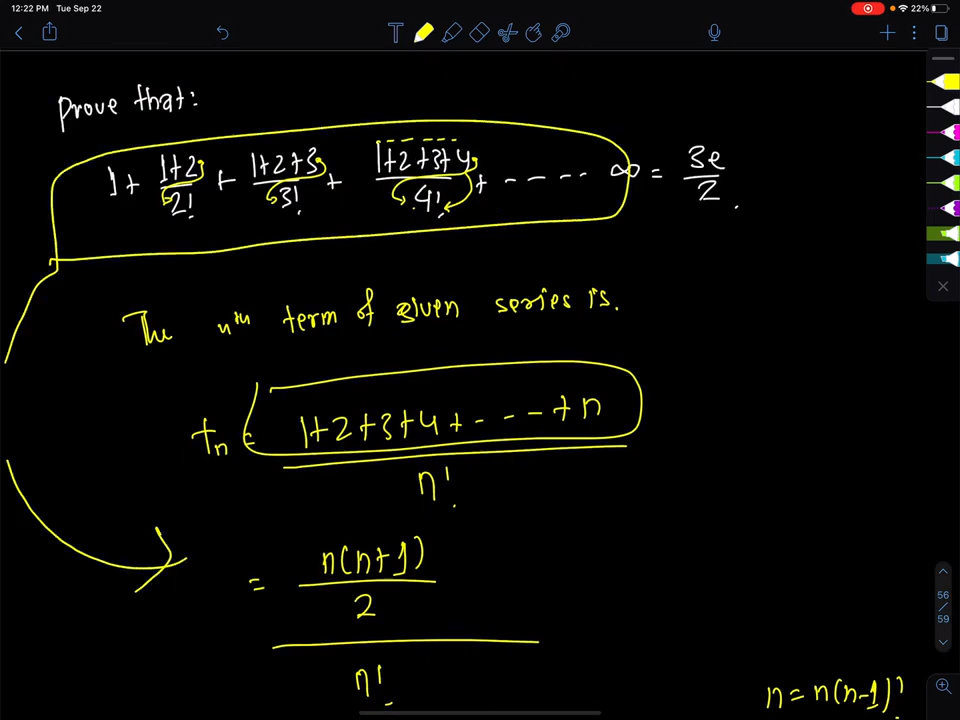 12:22 PM Tue Sep 22
22%
Prove that:
1 + (1+2)/2! + (1+2+3)/3! + (1+2+3+4)/4! + ----- ∞ = 3e/2.
The nth term of given series is.
tn = (1+2+3+4+----+n)/n!
= (n(n+1)/2)/n!
56
/
59
n = n(n-1)!